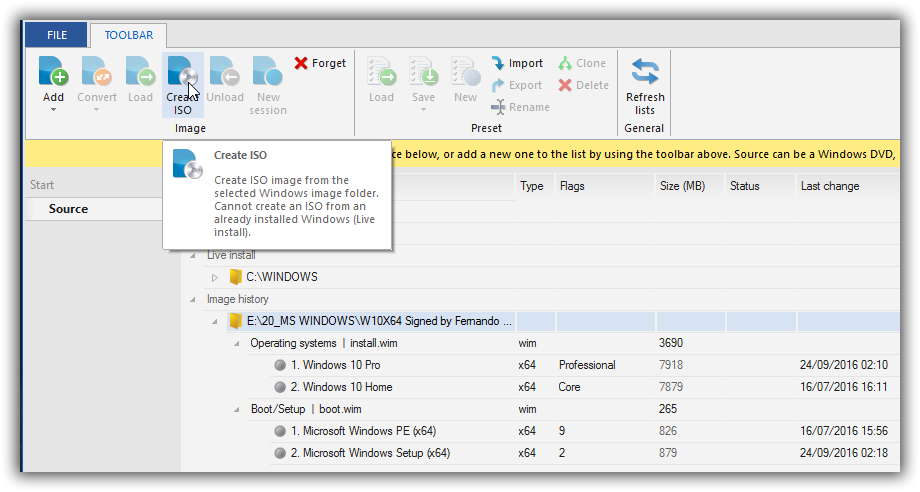 FILE TOOLBAR
Forget Import Clone
Export Delete
Add Convert Load Create Unload New Load Save New Rename Refresh
ISO session lists
Image Preset General
ce below, or add a new one to the list by using the toolbar above. Source can be a Windows DVD,
Create ISO
Create ISO image from the
selected Windows image folder.
Cannot create an ISO from an
already installed Windows (Live
install).
Start
Source
Type Flags Size (MB) Status Last change
Live install
C:\WINDOWS
Image history
E:\20_MS WINDOWS\W10X64 Signed by Fernando ...
Operating systems | install.wim wim 3690
1. Windows 10 Pro x64 Professional 7918 24/09/2016 02:10
2. Windows 10 Home x64 Core 7879 16/07/2016 16:11
Boot/Setup | boot.wim wim 265
1. Microsoft Windows PE (x64) x64 9 826 16/07/2016 15:56
2. Microsoft Windows Setup (x64) x64 2 879 24/09/2016 02:18